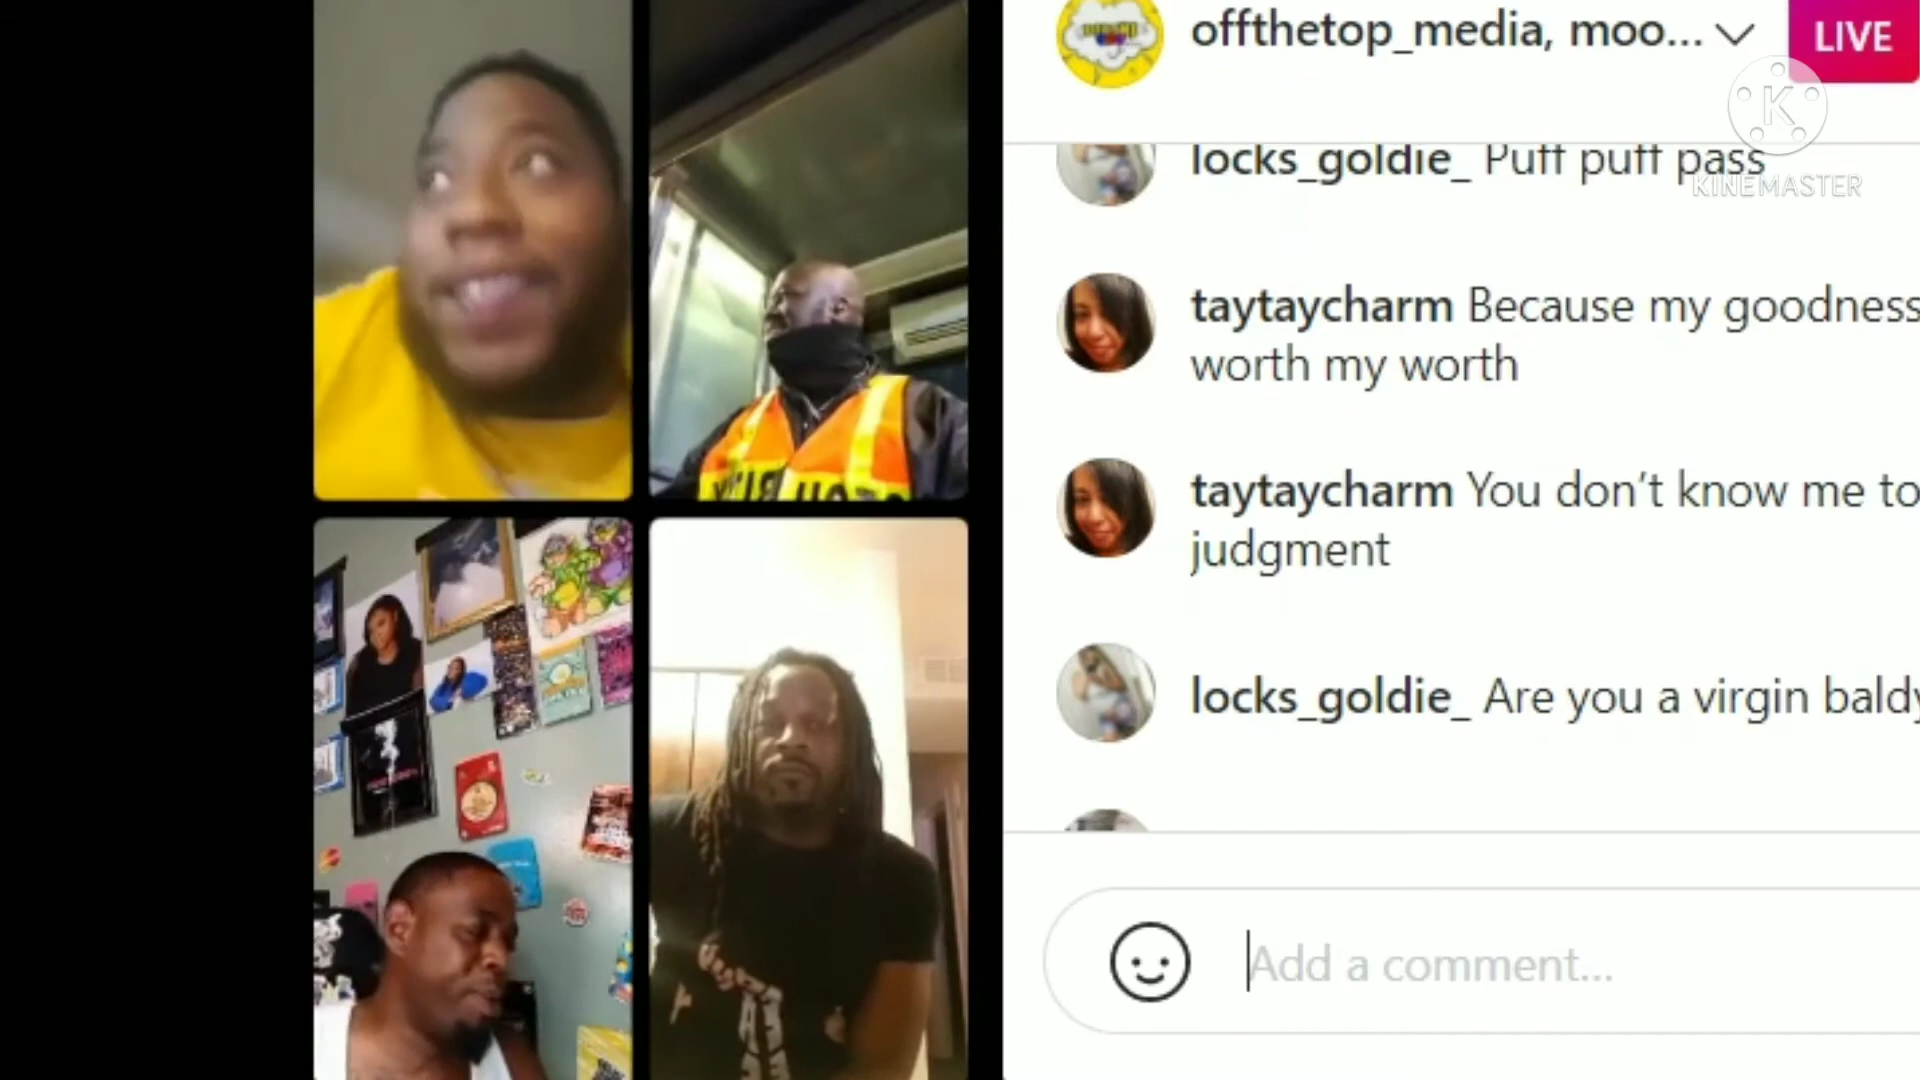 offthetop_media, moo...
LIVE
K
KINEMASTER
locks_goldie_ Puff puff pass
taytaycharm Because my goodness
worth my worth
taytaycharm You don't know me to
judgment
locks_goldie_ Are you a virgin baldy
Add a comment...